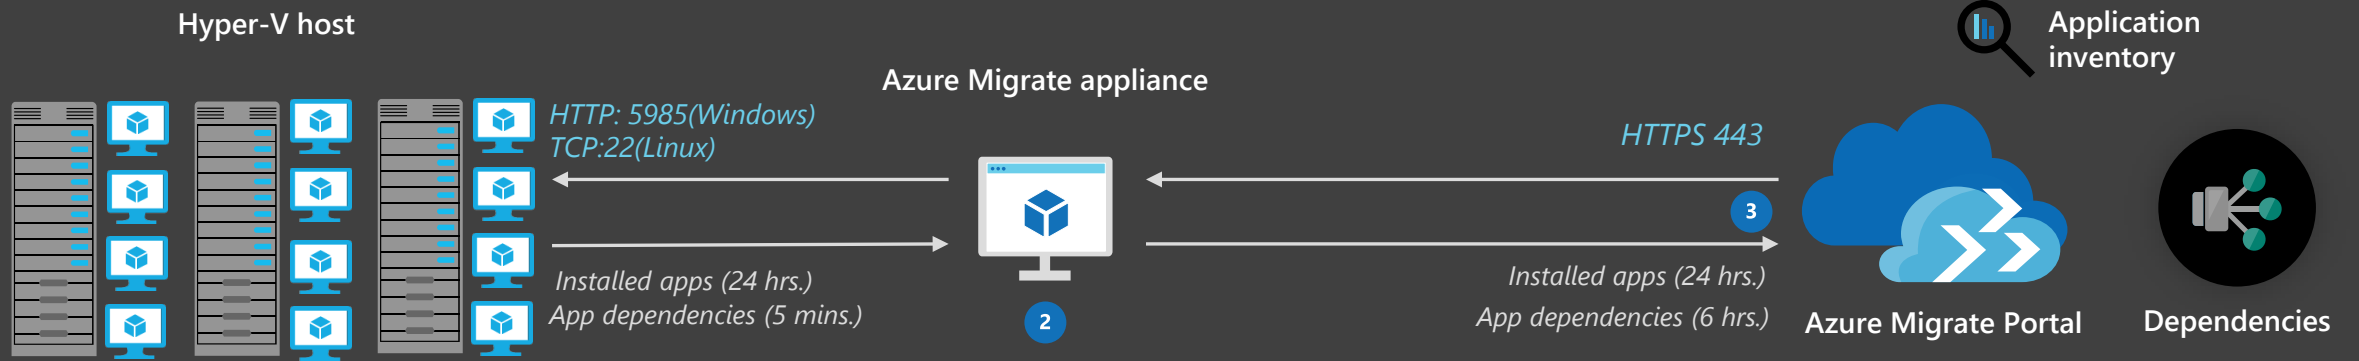 Hyper-V host
Application
inventory
Azure Migrate appliance
HTTP: 5985(Windows)
TCP:22(Linux)
HTTPS 443
3
Installed apps (24 hrs.)
App dependencies (5 mins.)
2
Installed apps (24 hrs.)
App dependencies (6 hrs.)
Azure Migrate Portal
Dependencies